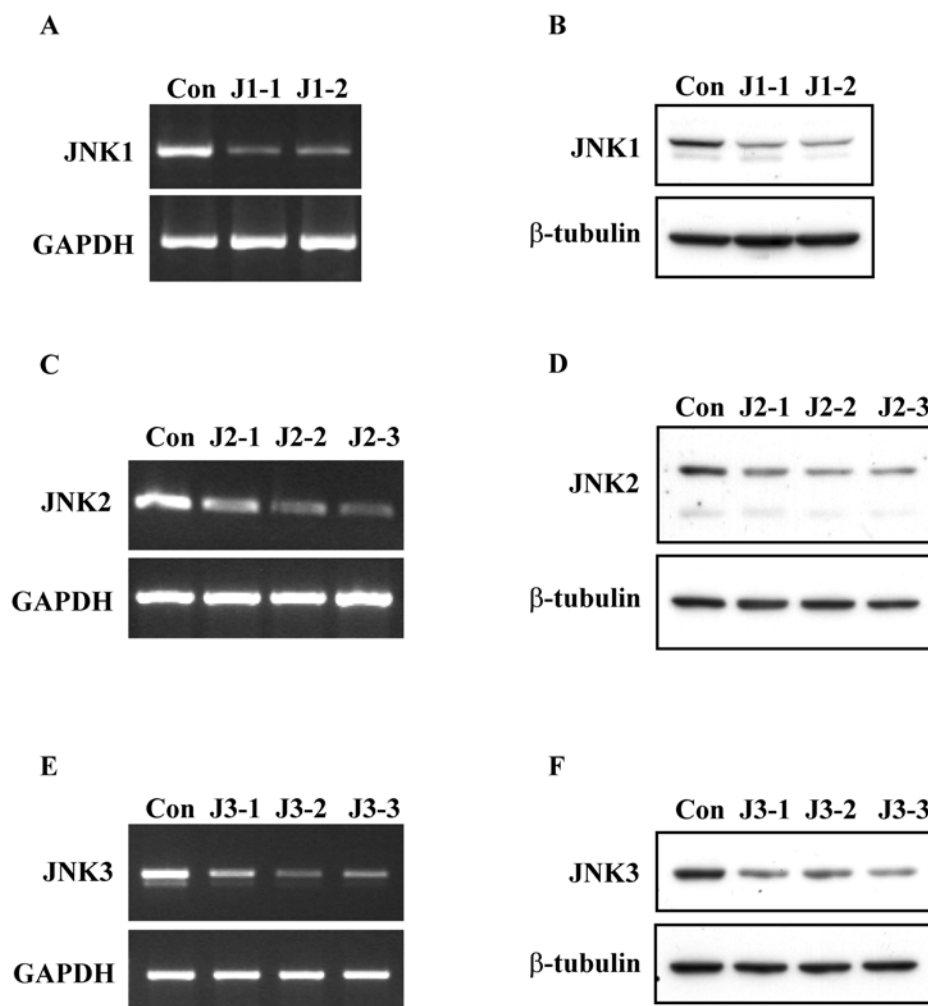 A
B
Con J1-1 J1-2
Con J1-1 J1-2
JNK1
JNK1
GAPDH
β-tubulin
C
D
Con J2-1 J2-2 J2-3
Con J2-1 J2-2 J2-3
JNK2
JNK2
GAPDH
β-tubulin
E
F
Con J3-1 J3-2 J3-3
Con J3-1 J3-2 J3-3
JNK3
JNK3
GAPDH
β-tubulin